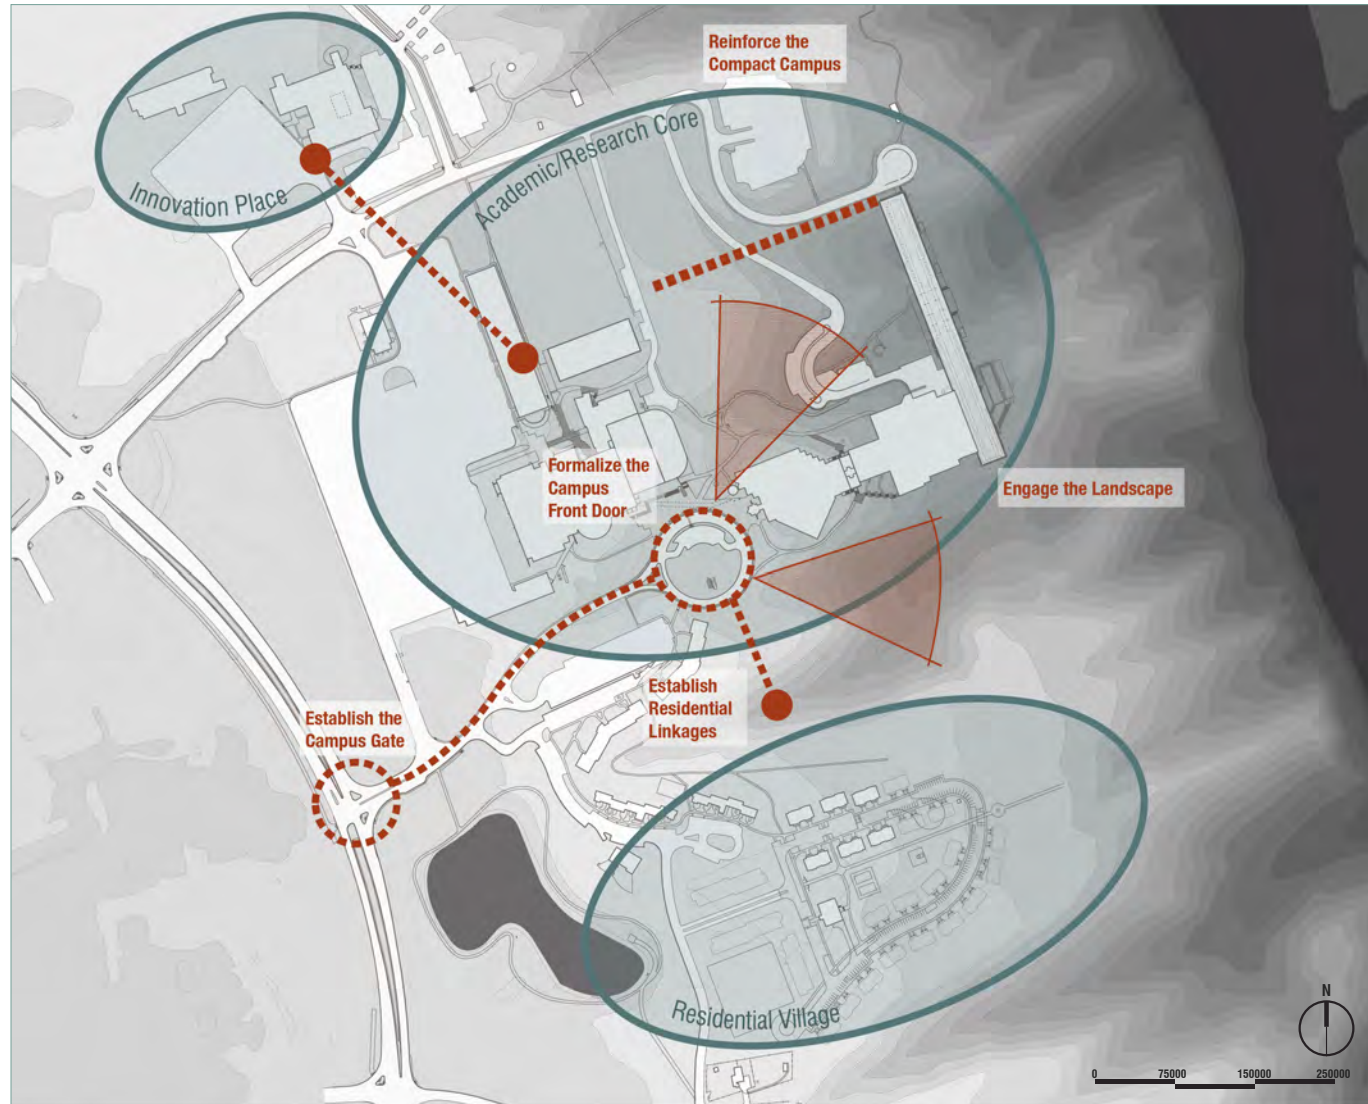 Reinforce the
Compact Campus
Academic/Research Core
Innovation Place
Formalize the
Campus
Front Door
Engage the Landscape
Establish
Residential
Linkages
Establish the
Campus Gate
Residential Village
N
0 75000 150000 250000